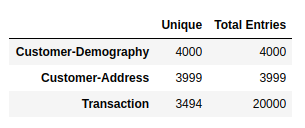 Unique Total Entries
Customer-Demography 4000 4000
Customer-Address 3999 3999
Transaction 3494 20000